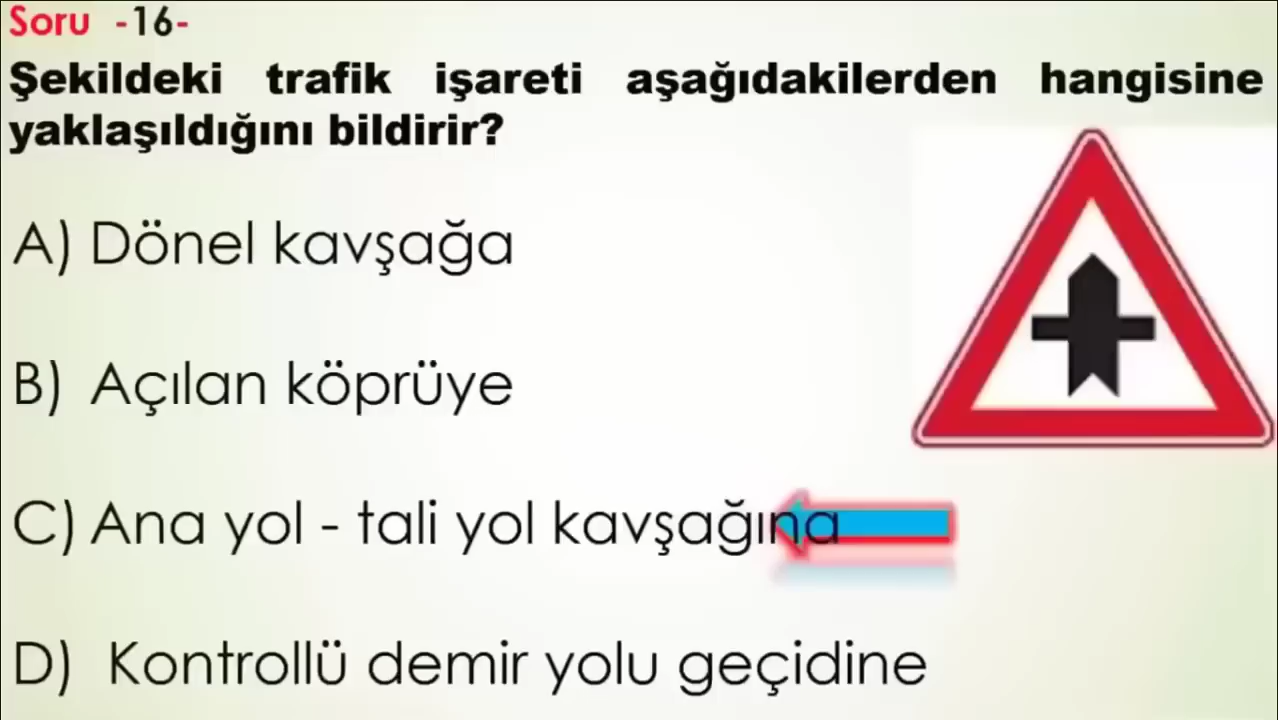 Soru -16-
Şekildeki trafik işareti aşağıdakilerden hangisine
yaklaşıldığını bildirir?
A) Dönel kavşağa
B) Açılan köprüye
C) Ana yol - tali yol kavşağına
D) Kontrollü demir yolu geçidine